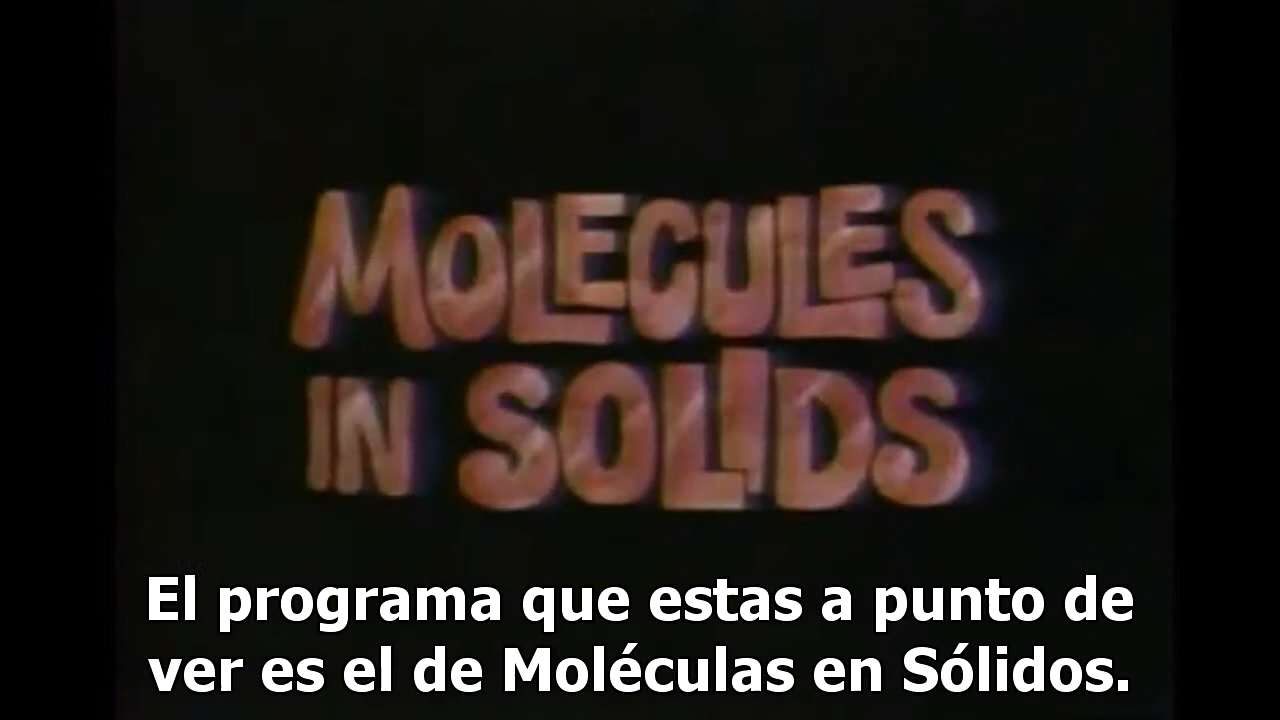 MOLECULES
IN SOLIDS
El programa que estas a punto de
ver es el de Moléculas en Sólidos.